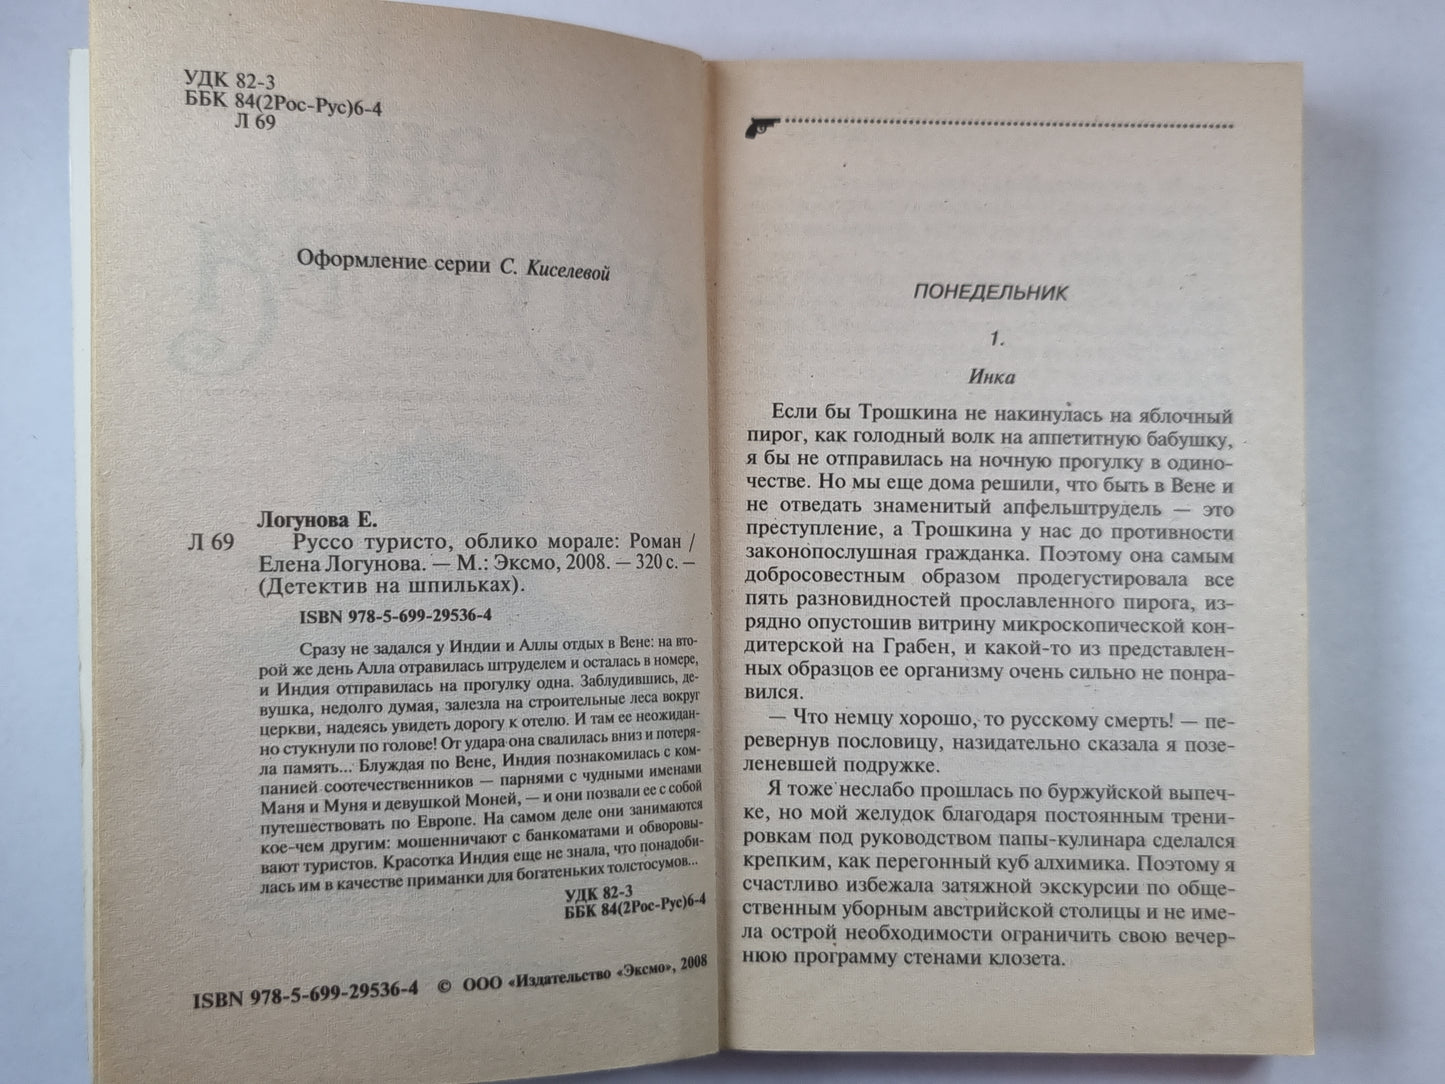 УДК 82-3
ББК 84(2Рос-Рус)6-4
Л 69
Оформление серии С. Киселевой
Логунова Е.
Л 69 Руссо туристо, облико морале: Роман /
Елена Логунова. — М.: Эксмо, 2008. — 320 с. —
(Детектив на шпильках).
ISBN 978-5-699-29536-4
Сразу не задался у Индии и Аллы отдых в Вене: на вто-
рой же день Алла отравилась штруделем и осталась в номере,
и Индия отправилась на прогулку одна. Заблудившись, де-
вушка, недолго думая, залезла на строительные леса вокруг
церкви, надеясь увидеть дорогу к отелю. И там ее неожидан-
но стукнули по голове! От удара она свалилась вниз и потеря-
ла память... Блуждая по Вене, Индия познакомилась с ком-
панией соотечественников — парнями с чудными именами
Маня и Муня и девушкой Моней, — и они позвали ее с собой
путешествовать по Европе. На самом деле они занимаются
кое-чем другим: мошенничают с банкоматами и обворовы-
вают туристов. Красотка Индия еще не знала, что понадоби-
лась им в качестве приманки для богатеньких толстосумов...
УДК 82-3
ББК 84(2Рос-Рус)6-4
ISBN 978-5-699-29536-4 © ООО «Издательство «Эксмо», 2008
ПОНЕДЕЛЬНИК
1.
Инка
Если бы Трошкина не накинулась на яблочный
пирог, как голодный волк на аппетитную бабушку,
я бы не отправилась на ночную прогулку в одино-
честве. Но мы еще дома решили, что быть в Вене и
не отведать знаменитый апфельштрудель — это
преступление, а Трошкина у нас до противности
законопослушная гражданка. Поэтому она самым
добросовестным образом продегустировала все
пять разновидностей прославленного пирога, из-
рядно опустошив витрину микроскопической кон-
дитерской на Грабен, и какой-то из представлен-
ных образцов ее организму очень сильно не понра-
вился.
— Что немцу хорошо, то русскому смерть! — пе-
ревернув пословицу, назидательно сказала я позе-
леневшей подружке.
Я тоже неслабо прошлась по буржуйской выпеч-
ке, но мой желудок благодаря постоянным трени-
ровкам под руководством папы-кулинара сделался
крепким, как перегонный куб алхимика. Поэтому я
счастливо избежала затяжной экскурсии по обще-
ственным уборным австрийской столицы и не име-
ла острой необходимости ограничить свою вечер-
нюю программу стенами клозета.